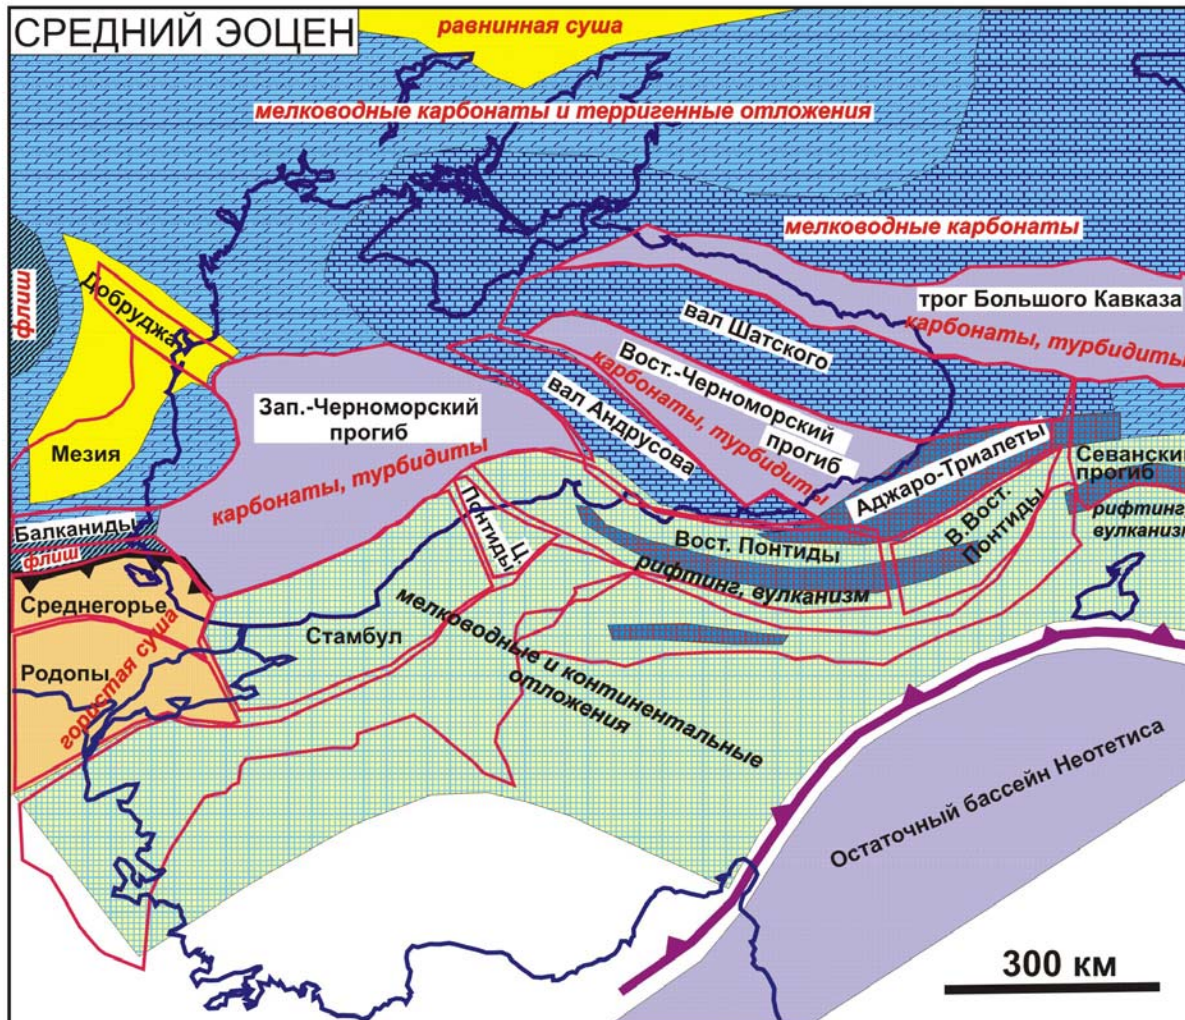 СРЕДНИЙ ЭОЦЕН
равнинная суша
мелководные карбонаты и терригенные отложения
мелководные карбонаты
флиш
Добруджа
трог Большого Кавказа
карбонаты, турбидиты
вал Шатского
Вост.-Черноморский
прогиб
карбонаты, турбидиты
вал Андрусова
Зап.-Черноморский
прогиб
карбонаты, турбидиты
Мезия
Аджаро-Триалеты
Севанский
прогиб
рифтинг,
вулканизм
Балканиды
флиш
Ц.
Понтиды
Вост. Понтиды
рифтинг, вулканизм
В.Вост.
Понтиды
Среднегорье
Стамбул
Родопы
гористая суша
мелководные и континентальные
отложения
Остаточный бассейн Неотетиса
300 км